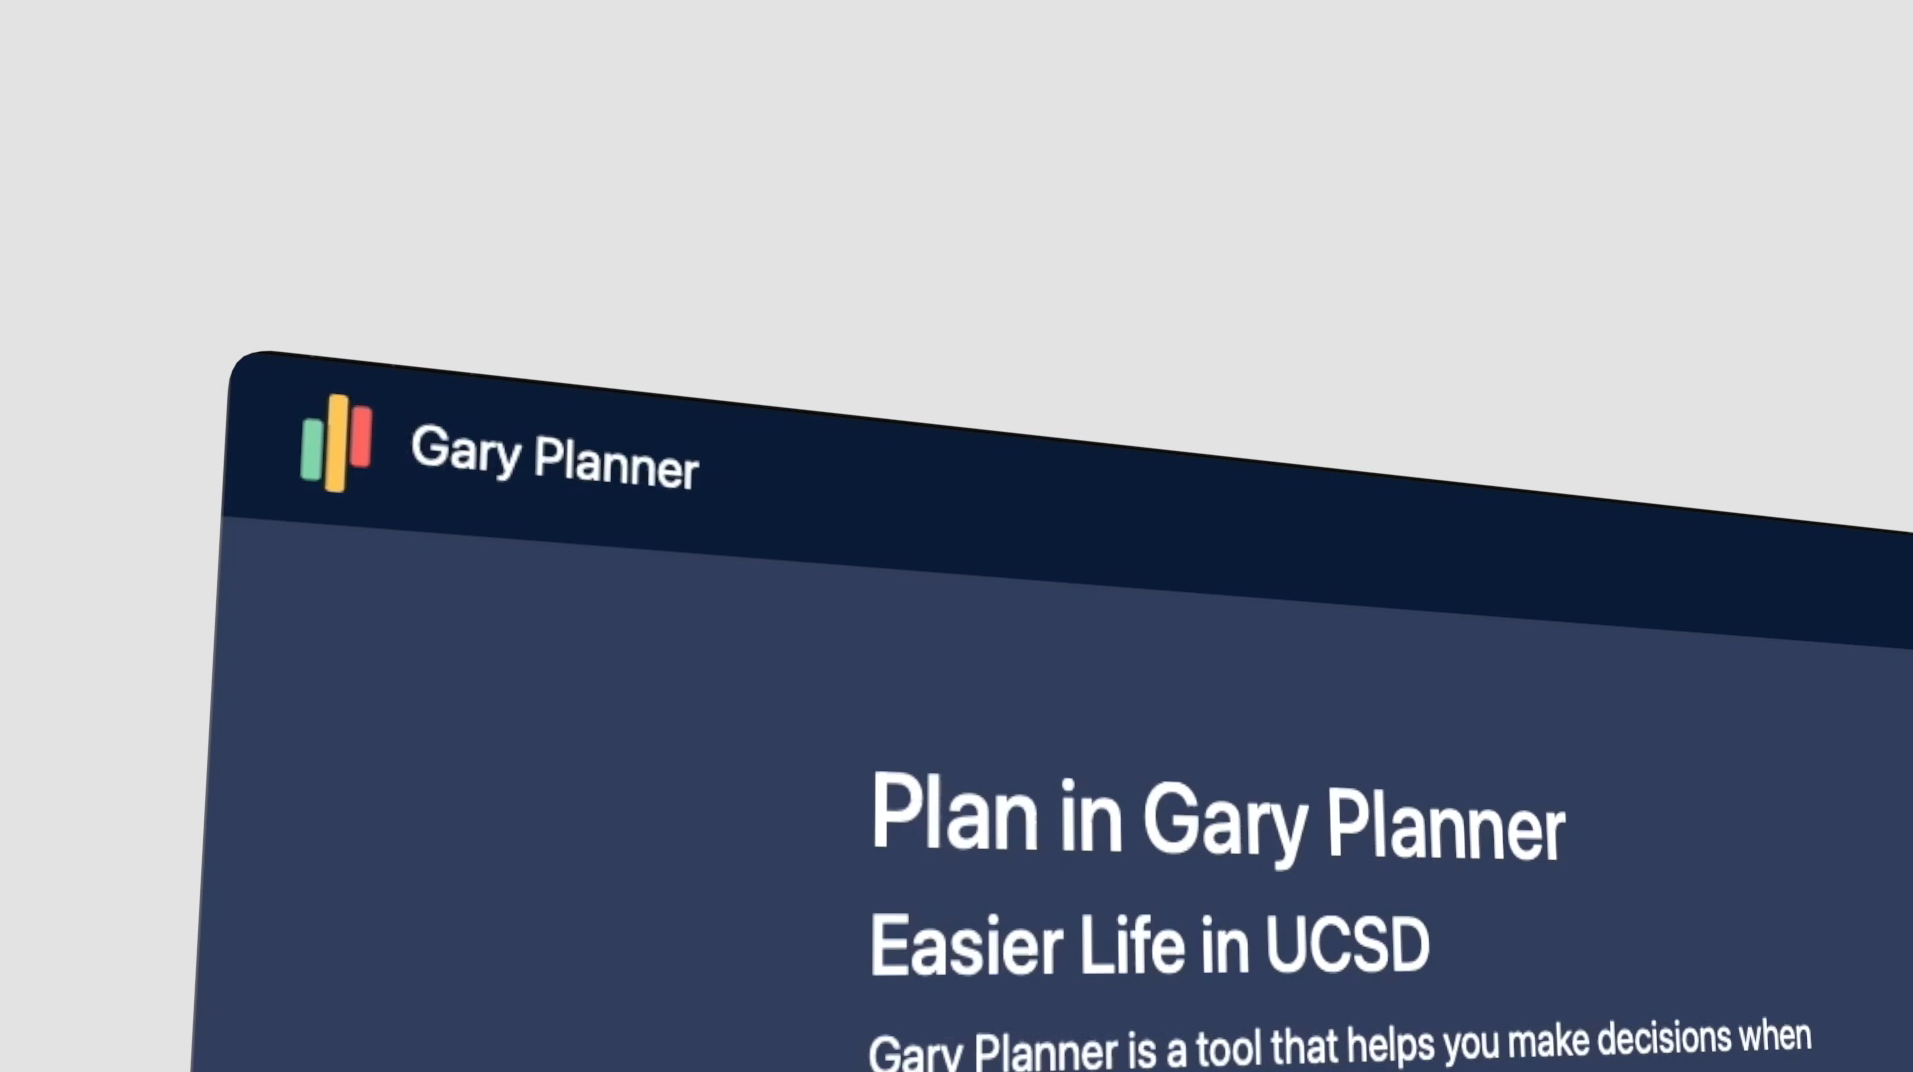 Gary Planner
Plan in Gary Planner
Easier Life in UCSD
Gary Planner is a tool that helps you make decisions when